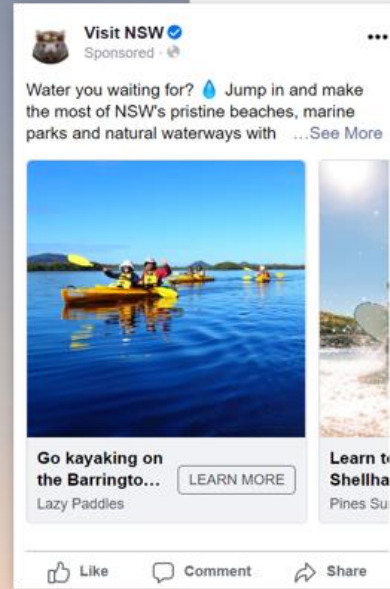 Visit NSW
Sponsored ·
Water you waiting for? 💧 Jump in and make
the most of NSW's pristine beaches, marine
parks and natural waterways with ...See More
Go kayaking on
the Barringto...
LEARN MORE
Lazy Paddles
Learn t
Shellha
Pines Su
Like
Comment
Share